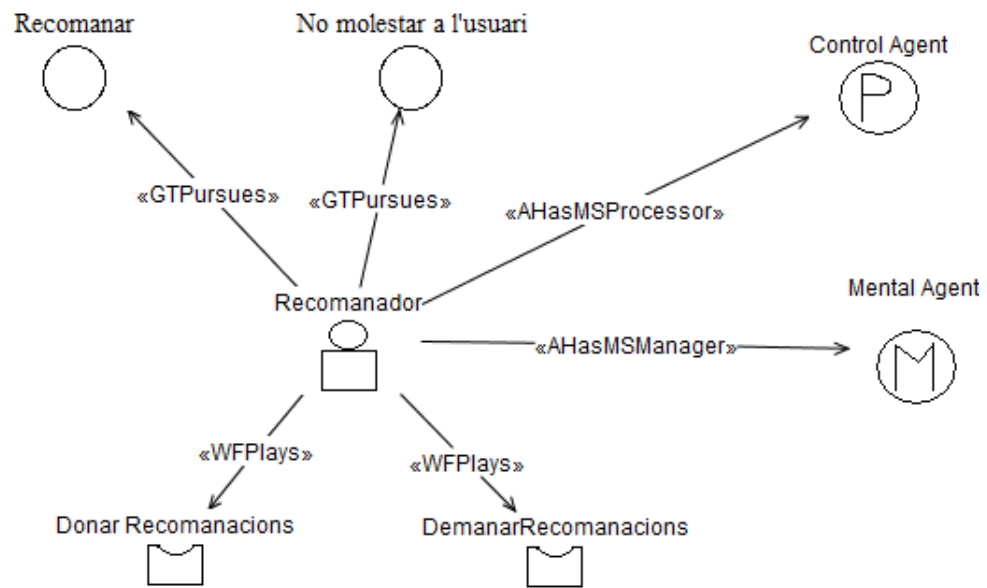 Recomanar
No molestar a l'usuari
Control Agent
P
«GTPursues»
«GTPursues»
«AHasMSProcessor»
Mental Agent
Recomanador
«AHasMSManager»
M
«WFPlays»
«WFPlays»
Donar Recomanacions
DemanarRecomanacions